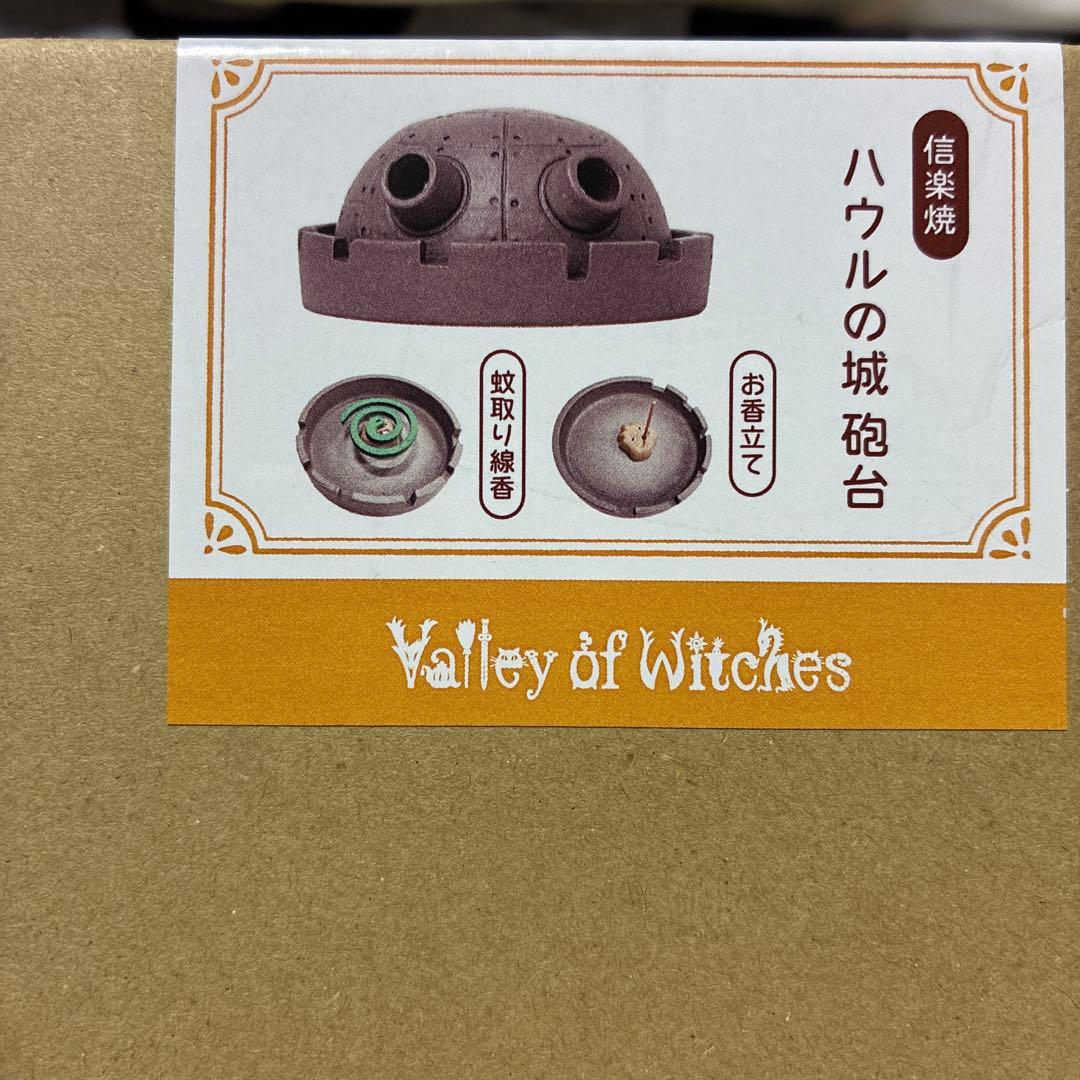 信楽焼
ハウルの城 砲台
お香立て
蚊取り線香
Valley of Witches